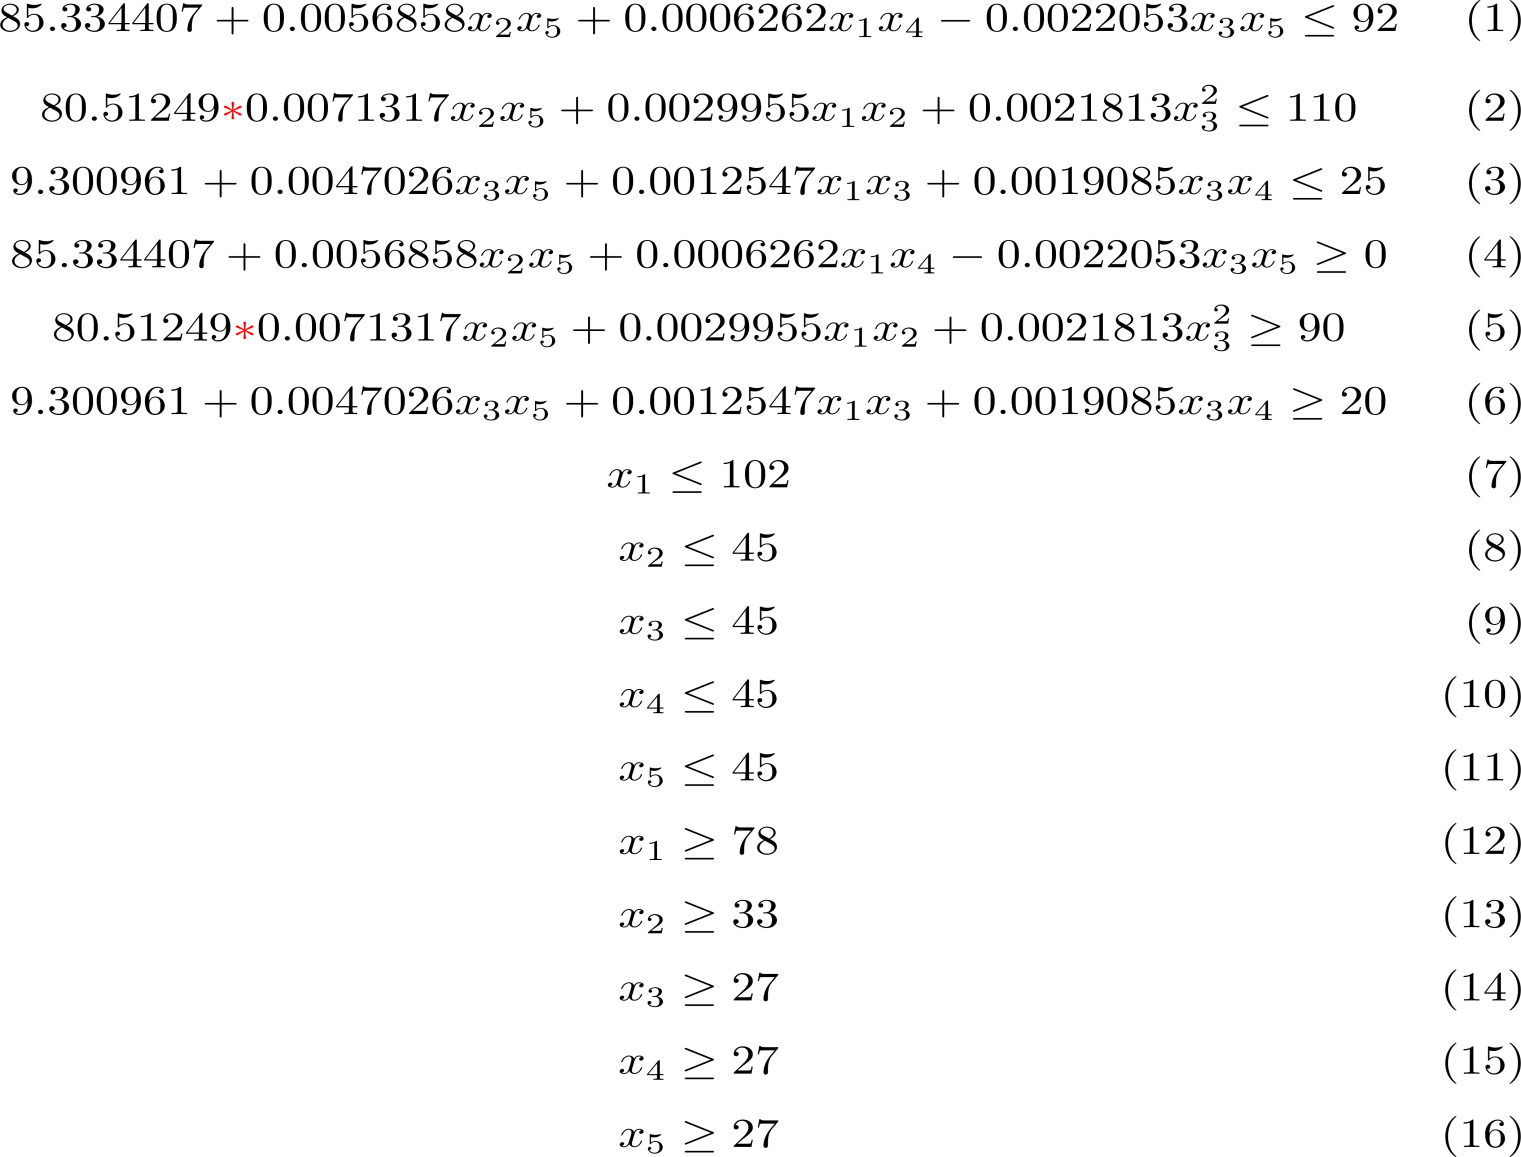 85.334407 + 0.0056858x₂x₅ + 0.0006262x₁x₄ − 0.0022053x₃x₅ ≤ 92 (1)
80.51249*0.0071317x₂x₅ + 0.0029955x₁x₂ + 0.0021813x₃² ≤ 110 (2)
9.300961 + 0.0047026x₃x₅ + 0.0012547x₁x₃ + 0.0019085x₃x₄ ≤ 25 (3)
85.334407 + 0.0056858x₂x₅ + 0.0006262x₁x₄ − 0.0022053x₃x₅ ≥ 0 (4)
80.51249*0.0071317x₂x₅ + 0.0029955x₁x₂ + 0.0021813x₃² ≥ 90 (5)
9.300961 + 0.0047026x₃x₅ + 0.0012547x₁x₃ + 0.0019085x₃x₄ ≥ 20 (6)
x₁ ≤ 102 (7)
x₂ ≤ 45 (8)
x₃ ≤ 45 (9)
x₄ ≤ 45 (10)
x₅ ≤ 45 (11)
x₁ ≥ 78 (12)
x₂ ≥ 33 (13)
x₃ ≥ 27 (14)
x₄ ≥ 27 (15)
x₅ ≥ 27 (16)